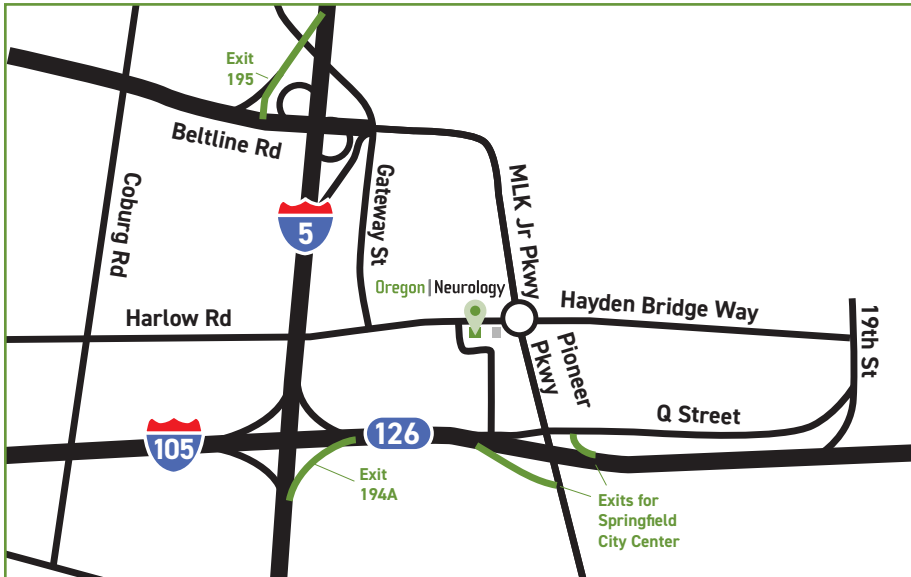 Exit
195
Beltline Rd
Coburg Rd
Gateway St
MLK Jr Pkwy
5
Oregon | Neurology
Harlow Rd
Hayden Bridge Way
19th St
Pioneer
Pkwy
Q Street
126
105
Exit
194A
Exits for
Springfield
City Center